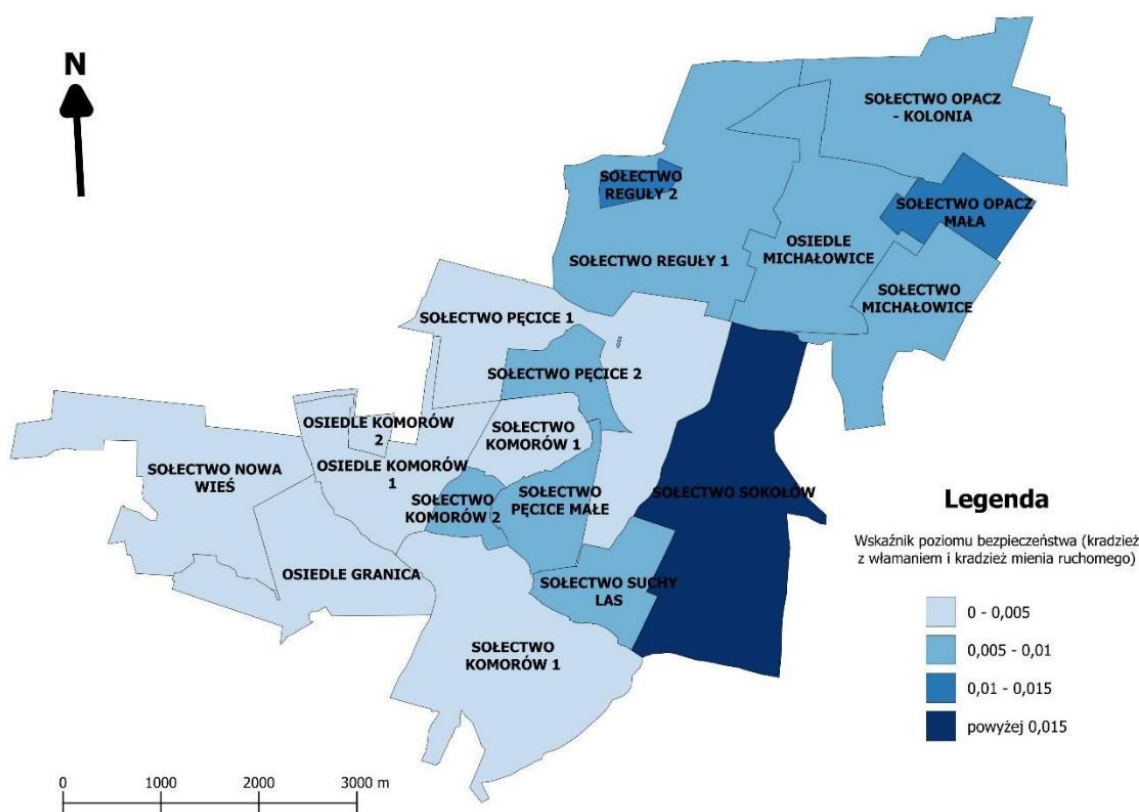 N
SOŁECTWO OPACZ
- KOLONIA
SOŁECTWO
REGUŁY 2
SOŁECTWO OPACZ
MAŁA
OSIEDLE
MICHAŁOWICE
SOŁECTWO REGUŁY 1
SOŁECTWO
MICHAŁOWICE
SOŁECTWO PĘCICE 1
SOŁECTWO PĘCICE 2
OSIEDLE KOMORÓW
2
SOŁECTWO
KOMORÓW 1
SOŁECTWO NOWA
WIEŚ
OSIEDLE KOMORÓW
1
SOŁECTWO
KOMORÓW 2
SOŁECTWO
PĘCICE MAŁE
SOŁECTWO SOKOŁÓW
OSIEDLE GRANICA
SOŁECTWO SUCHY
LAS
SOŁECTWO
KOMORÓW 1
Legenda
Wskaźnik poziomu bezpieczeństwa (kradzież
z włamaniem i kradzież mienia ruchomego)
0 - 0,005
0,005 - 0,01
0,01 - 0,015
powyżej 0,015
0 1000 2000 3000 m